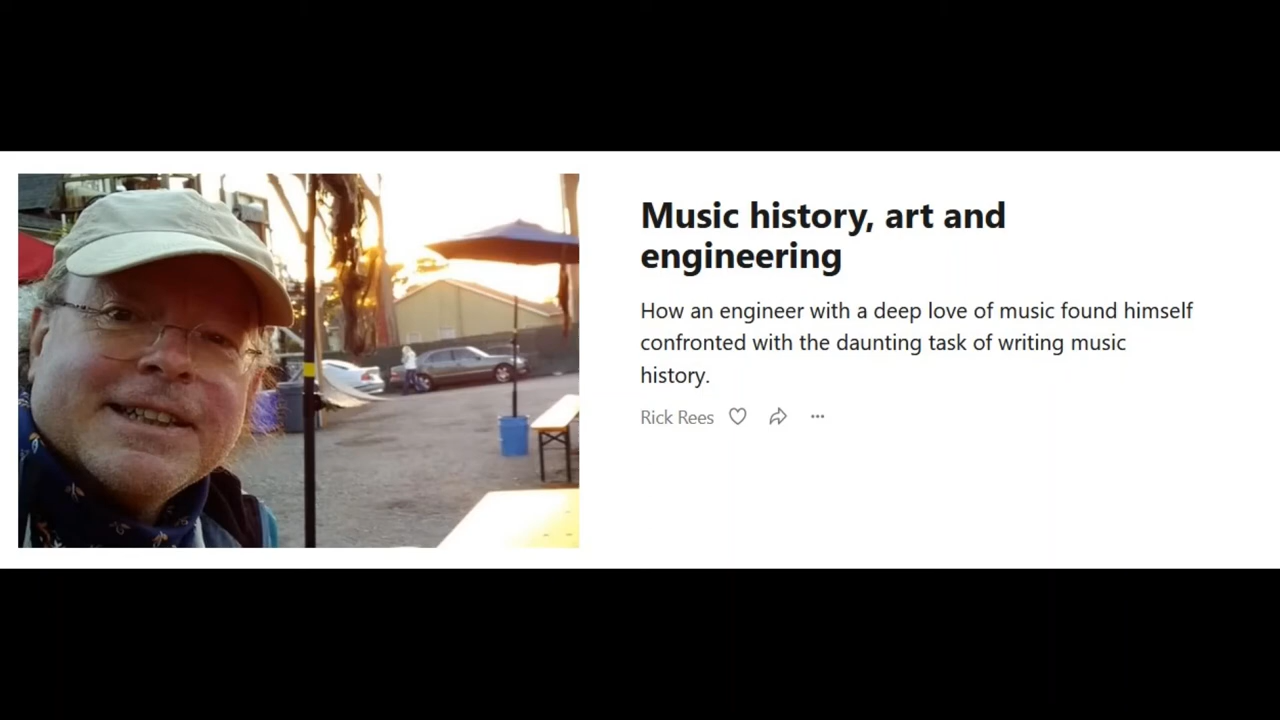 Music history, art and
engineering
How an engineer with a deep love of music found himself
confronted with the daunting task of writing music
history.
Rick Rees